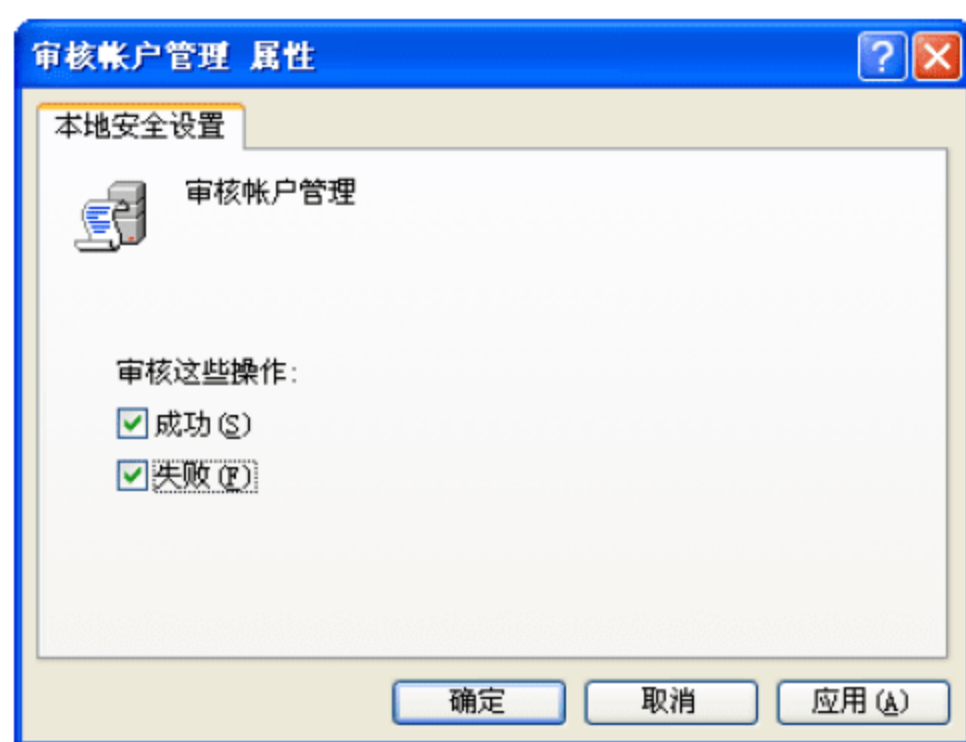 审核帐户管理 属性
本地安全设置
审核帐户管理
审核这些操作:
成功(S)
失败(F)
确定
取消
应用(A)